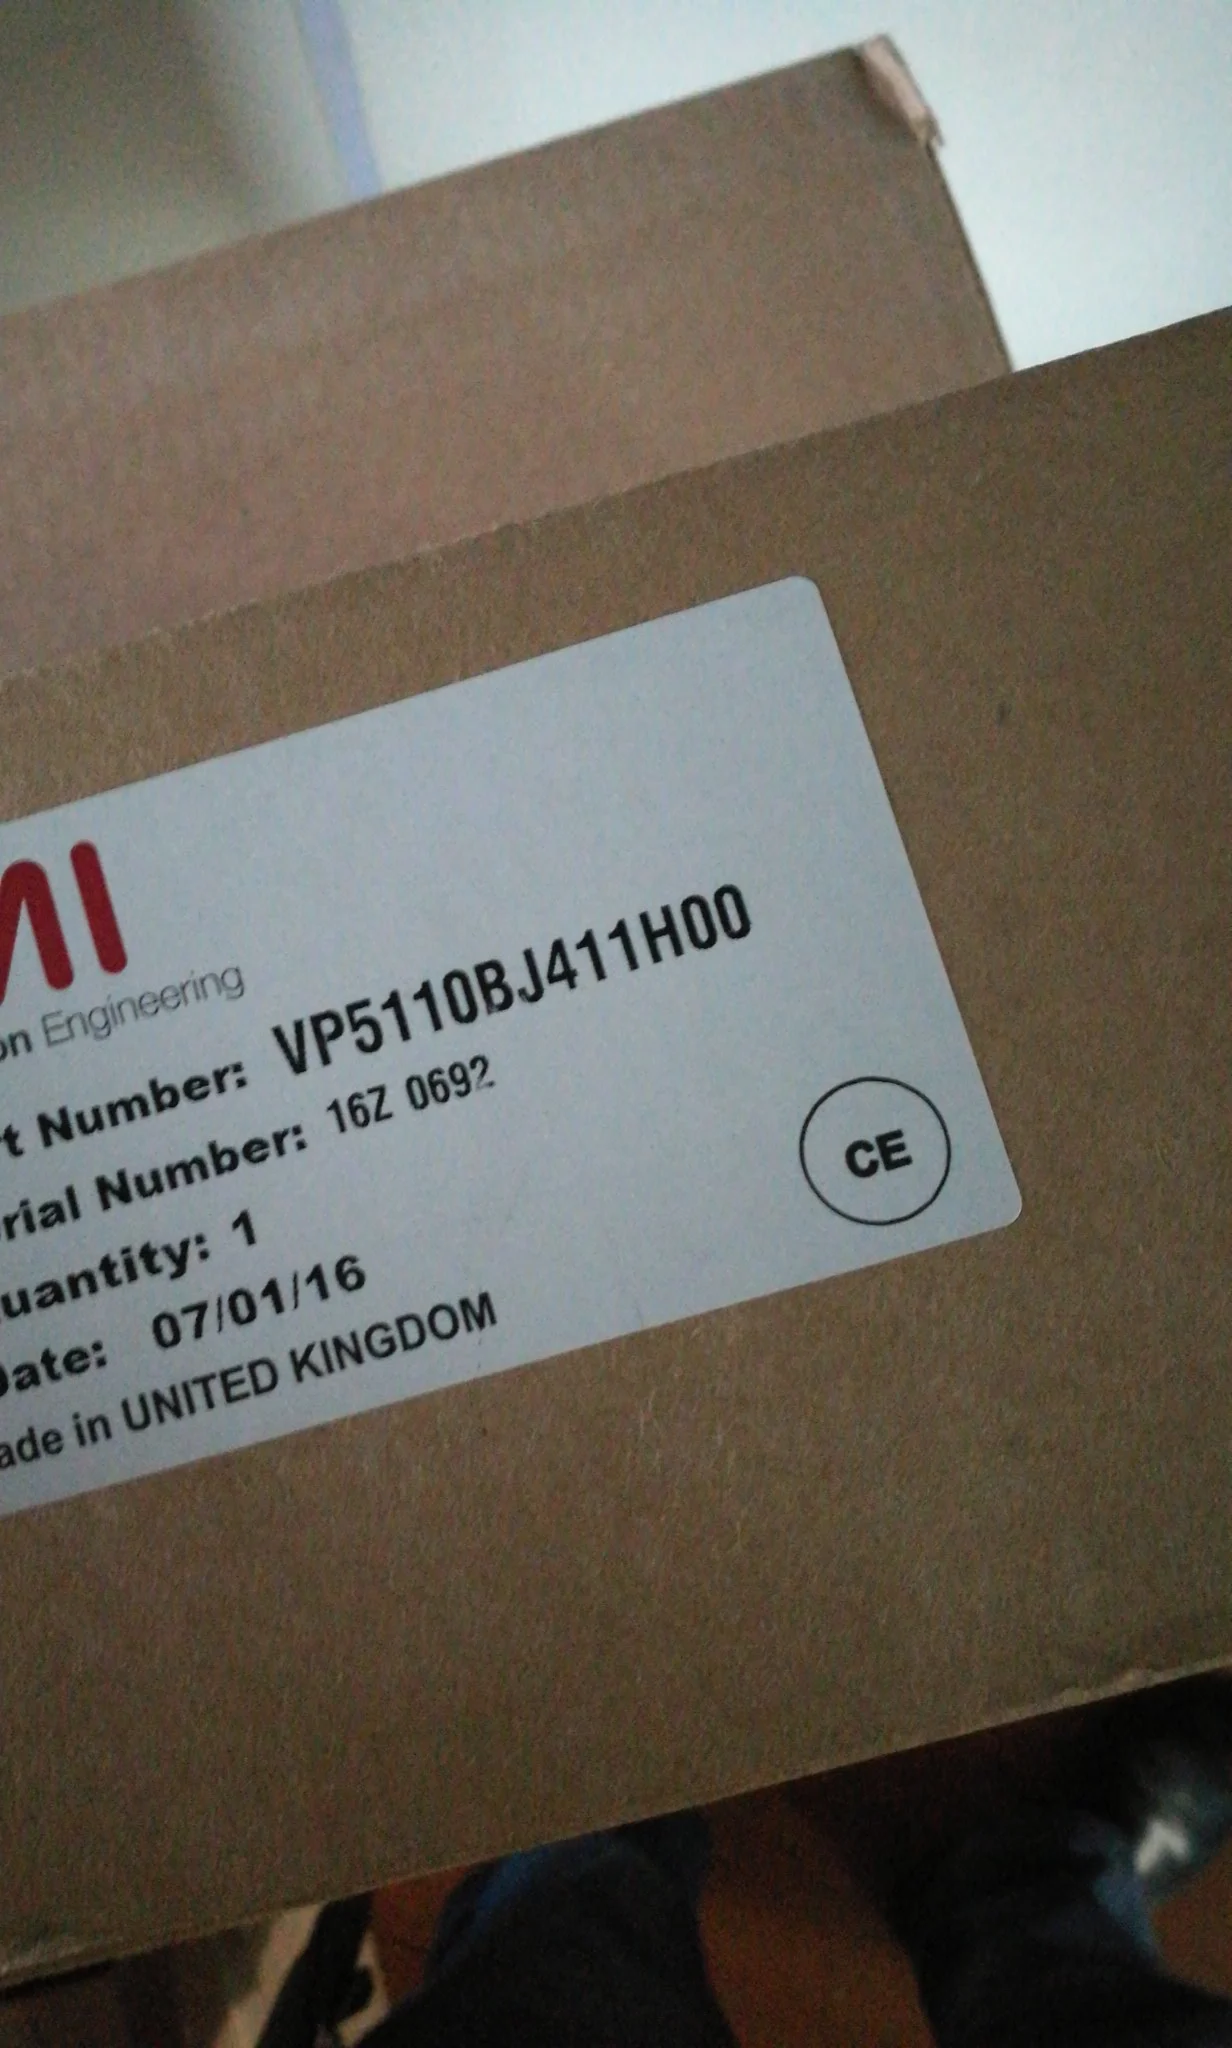 MI
on Engineering
rt Number: VP5110BJ411H00
rial Number: 16Z 0692
uantity: 1
Date: 07/01/16
ade in UNITED KINGDOM
CE